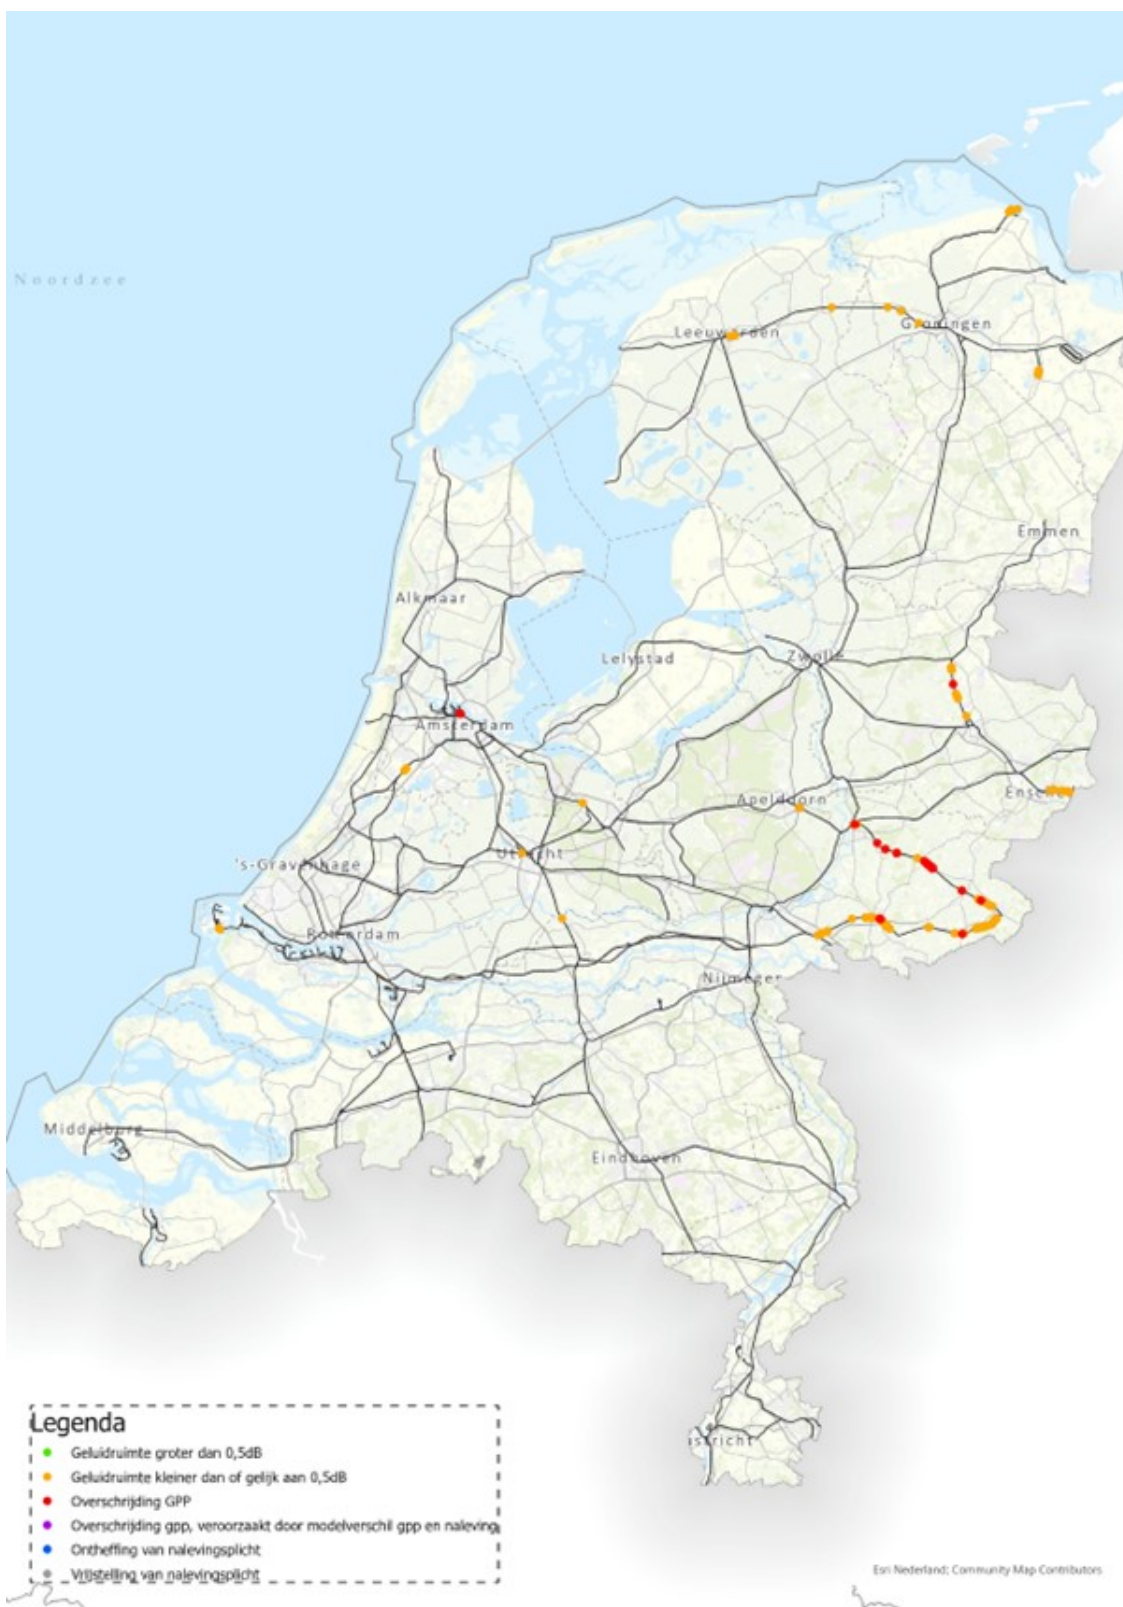 Noordzee
Leeuwarden
Groningen
Emmen
Alkmaar
Lelystad
Zwolle
Amsterdam
Apeldoorn
Ensche
Utrecht
's-Gravenhage
Rotterdam
Nijmegen
Middelburg
Eindhoven
stricht
Legenda
Geluidruimte groter dan 0,5dB
Geluidruimte kleiner dan of gelijk aan 0,5dB
Overschrijding GPP
Overschrijding gpp, veroorzaakt door modelverschil gpp en naleving
Ontheffing van nalevingsplicht
Vrijstelling van nalevingsplicht
Esri Nederland; Community Map Contributors